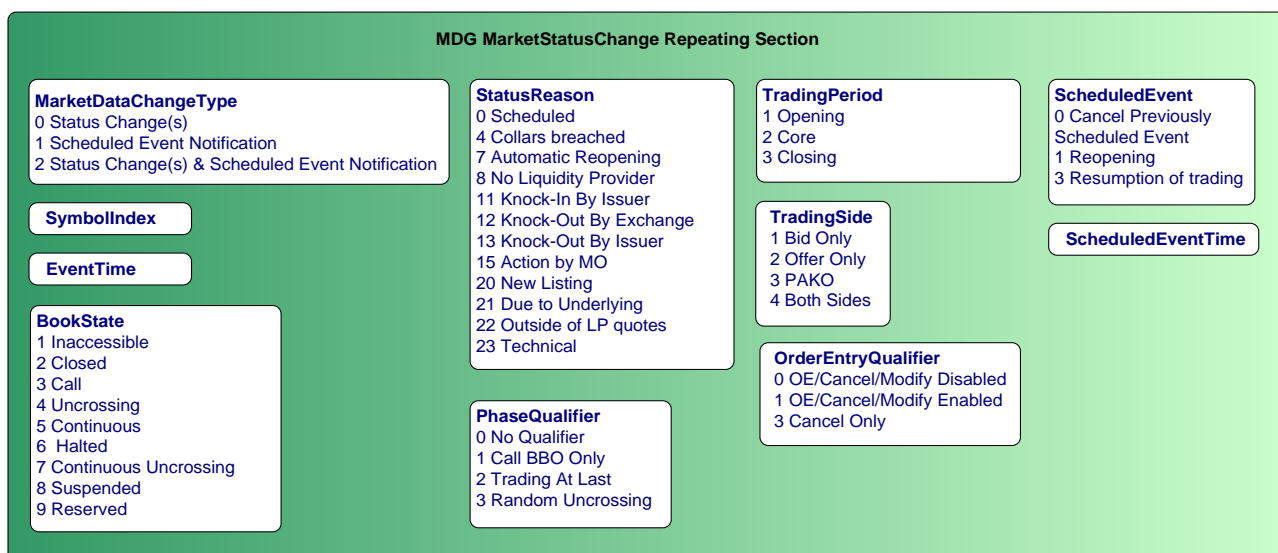 MDG MarketStatusChange Repeating Section
MarketDataChangeType
0 Status Change(s)
1 Scheduled Event Notification
2 Status Change(s) & Scheduled Event Notification
SymbolIndex
EventTime
BookState
1 Inaccessible
2 Closed
3 Call
4 Uncrossing
5 Continuous
6 Halted
7 Continuous Uncrossing
8 Suspended
9 Reserved
StatusReason
0 Scheduled
4 Collars breached
7 Automatic Reopening
8 No Liquidity Provider
11 Knock-In By Issuer
12 Knock-Out By Exchange
13 Knock-Out By Issuer
15 Action by MO
20 New Listing
21 Due to Underlying
22 Outside of LP quotes
23 Technical
PhaseQualifier
0 No Qualifier
1 Call BBO Only
2 Trading At Last
3 Random Uncrossing
TradingPeriod
1 Opening
2 Core
3 Closing
TradingSide
1 Bid Only
2 Offer Only
3 PAKO
4 Both Sides
OrderEntryQualifier
0 OE/Cancel/Modify Disabled
1 OE/Cancel/Modify Enabled
3 Cancel Only
ScheduledEvent
0 Cancel Previously
Scheduled Event
1 Reopening
3 Resumption of trading
ScheduledEventTime